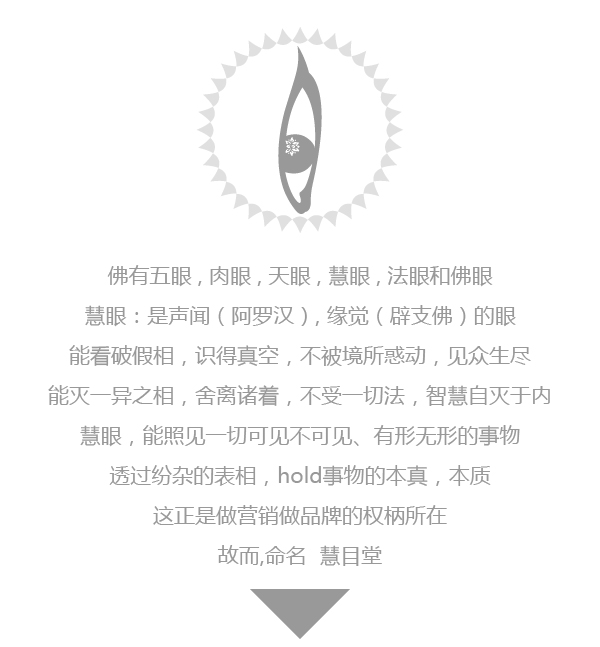 佛有五眼，肉眼，天眼，慧眼，法眼和佛眼
慧眼：是声闻（阿罗汉），缘觉（辟支佛）的眼
能看破假相，识得真空，不被境所惑动，见众生尽
能灭一异之相，舍离诸着，不受一切法，智慧自灭于内
慧眼，能照见一切可见不可见、有形无形的事物
透过纷杂的表相，hold事物的本真，本质
这正是做营销做品牌的权柄所在
故而,命名 慧目堂